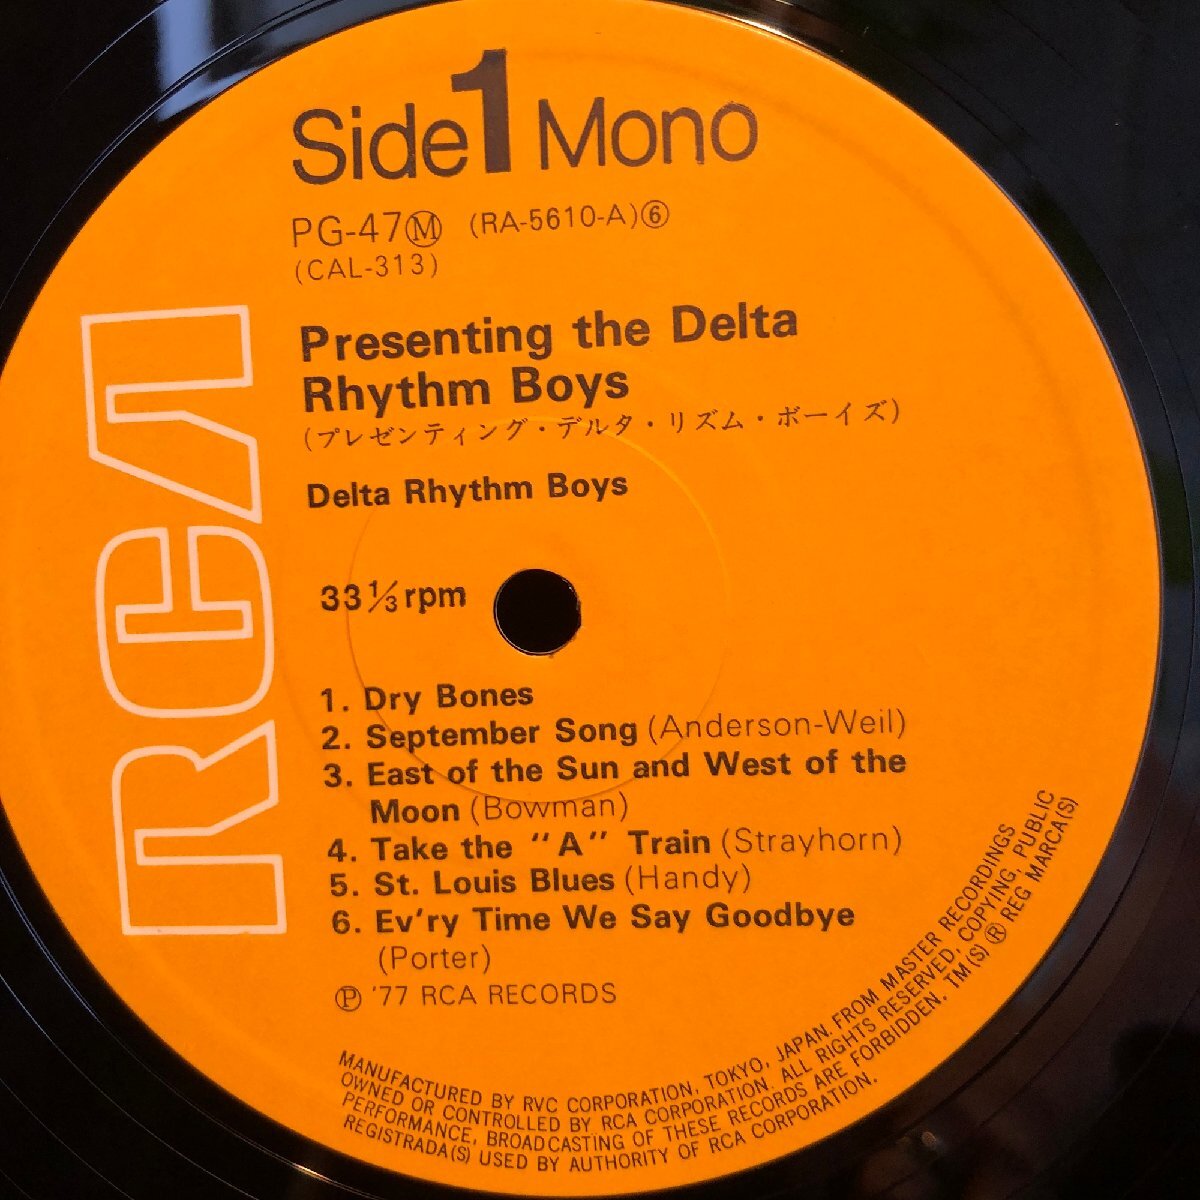 Side 1 Mono
PG-47Ⓜ (RA-5610-A)⑥
(CAL-313)
Presenting the Delta
Rhythm Boys
(プレゼンティング・デルタ・リズム・ボーイズ)
Delta Rhythm Boys
33⅓rpm
RCA
1. Dry Bones
2. September Song (Anderson-Weil)
3. East of the Sun and West of the
Moon (Bowman)
4. Take the "A" Train (Strayhorn)
5. St. Louis Blues (Handy)
6. Ev'ry Time We Say Goodbye
(Porter)
Ⓟ '77 RCA RECORDS
MANUFACTURED BY RVC CORPORATION, TOKYO, JAPAN. FROM MASTER RECORDINGS
OWNED OR CONTROLLED BY RCA CORPORATION. ALL RIGHTS RESERVED, COPYING, PUBLIC
PERFORMANCE, BROADCASTING OF THESE RECORDS ARE FORBIDDEN. TM(S) ® REG MARCA(S)
REGISTRADA(S) USED BY AUTHORITY OF RCA CORPORATION.